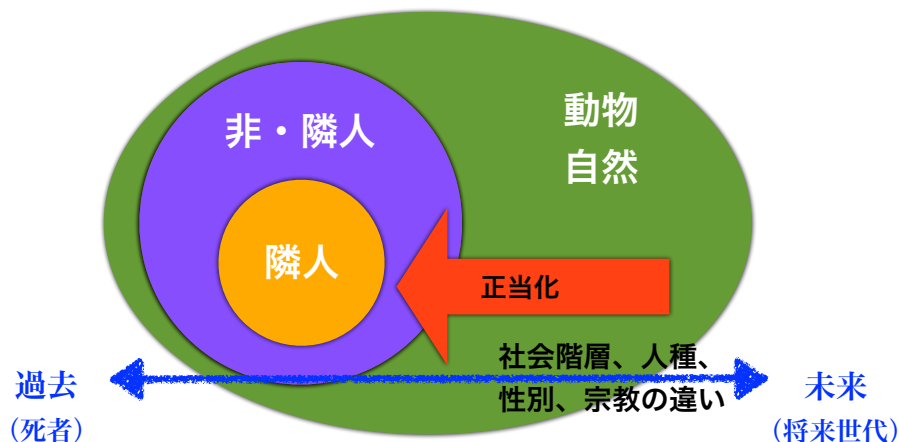 非・隣人
動物
自然
隣人
正当化
社会階層、人種、
性別、宗教の違い
過去
（死者）
未来
（将来世代）